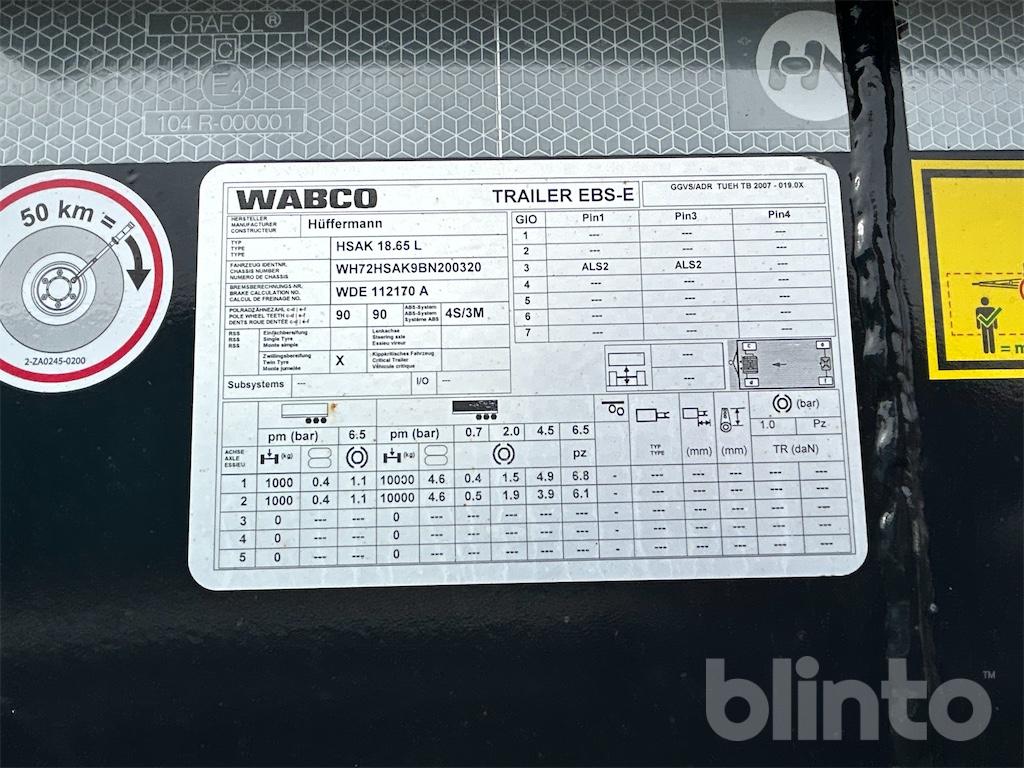 ORAFOL®
C
E4
104 R-000001
HN
50 km =
2-ZA0245-0200
= m
WABCO TRAILER EBS-E GGVS/ADR TUEH TB 2007 - 019.0X
HERSTELLER
MANUFACTURER
CONSTRUCTEUR
Hüffermann
TYP
TYPE
TYPE
HSAK 18.65 L
FAHRZEUG IDENTNR.
CHASSIS NUMBER
NUMERO DE CHASSIS
WH72HSAK9BN200320
BREMSBERECHNUNGS NR.
BRAKE CALCULATION NO.
CALCUL DE FREINAGE NO.
WDE 112170 A
POLRADZÄHNEZAHL c-d | e-f
POLE WHEEL TEETH c-d | e-f
DENTS ROUE DENTÉE c-d | e-f
90 90
ABS-System
ABS-System
Système ABS
4S/3M
RSS Einfachbereifung
RSS Single Tyre
RSS Monte simple
Lenkachse
Steering axle
Essieu vireur
Zwillingsbereifung
Twin Tyre
Monte jumelée
X
Kippkritisches Fahrzeug
Critical Trailer
Véhicule critique
Subsystems --- I/O ---
GIO Pin1 Pin3 Pin4
1 --- --- ---
2 --- --- ---
3 ALS2 ALS2 ---
4 --- --- ---
5 --- --- ---
6 --- --- ---
7 --- --- ---
---
---
c e
d f
pm (bar) 6.5 pm (bar) 0.7 2.0 4.5 6.5
(bar)
1.0 Pz
ACHSE
AXLE
ESSIEU
(kg) (kg) pz
TYP
TYPE
(mm) (mm) TR (daN)
1 1000 0.4 1.1 10000 4.6 0.4 1.5 4.9 6.8 - --- --- --- --- ---
2 1000 0.4 1.1 10000 4.6 0.5 1.9 3.9 6.1 - --- --- --- --- ---
3 0 --- --- 0 --- --- --- --- --- - --- --- --- --- ---
4 0 --- --- 0 --- --- --- --- --- - --- --- --- --- ---
5 0 --- --- 0 --- --- --- --- --- - --- --- --- --- ---
blinto™